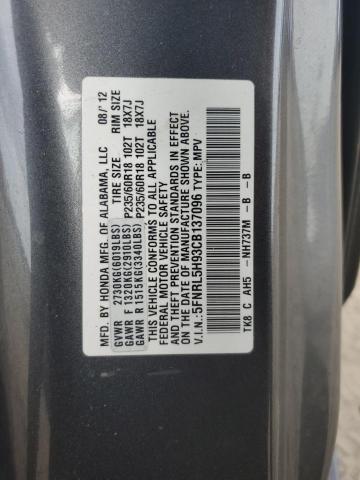 MFD. BY HONDA MFG. OF ALABAMA, LLC 08/'12
TIRE SIZE RIM SIZE
GVWR 2730KG(6019LBS)
GAWR F 1320KG(2910LBS) P235/60R18 102T 18X7J
GAWR R 1515KG(3340LBS) P235/60R18 102T 18X7J
THIS VEHICLE CONFORMS TO ALL APPLICABLE
FEDERAL MOTOR VEHICLE SAFETY, BUMPER, AND
THEFT PREVENTION STANDARDS IN EFFECT
ON THE DATE OF MANUFACTURE SHOWN ABOVE.
V.I.N.: 5FNRL5H93CB137096 TYPE: MPV
TK8 C AH5 - NH737M - B - B